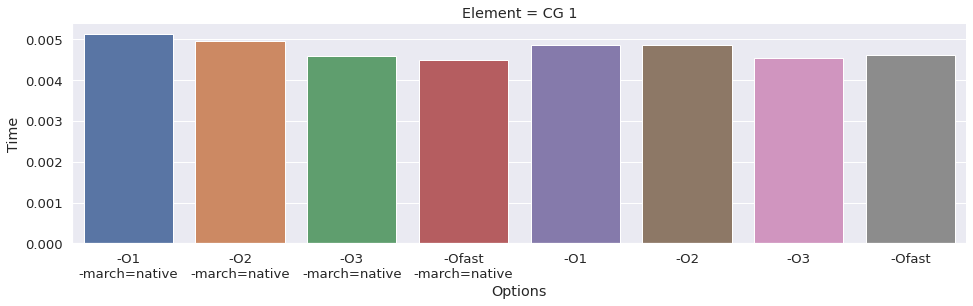 Element = CG 1
Time
0.005
0.004
0.003
0.002
0.001
0.000
-O1
-march=native
-O2
-march=native
-O3
-march=native
-Ofast
-march=native
-O1
-O2
-O3
-Ofast
Options